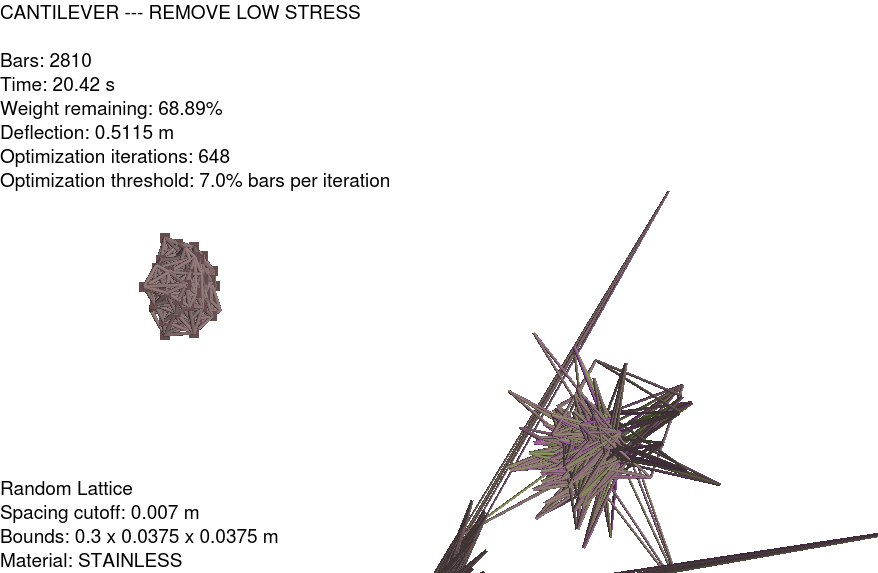 CANTILEVER --- REMOVE LOW STRESS
Bars: 2810
Time: 20.42 s
Weight remaining: 68.89%
Deflection: 0.5115 m
Optimization iterations: 648
Optimization threshold: 7.0% bars per iteration
Random Lattice
Spacing cutoff: 0.007 m
Bounds: 0.3 x 0.0375 x 0.0375 m
Material: STAINLESS